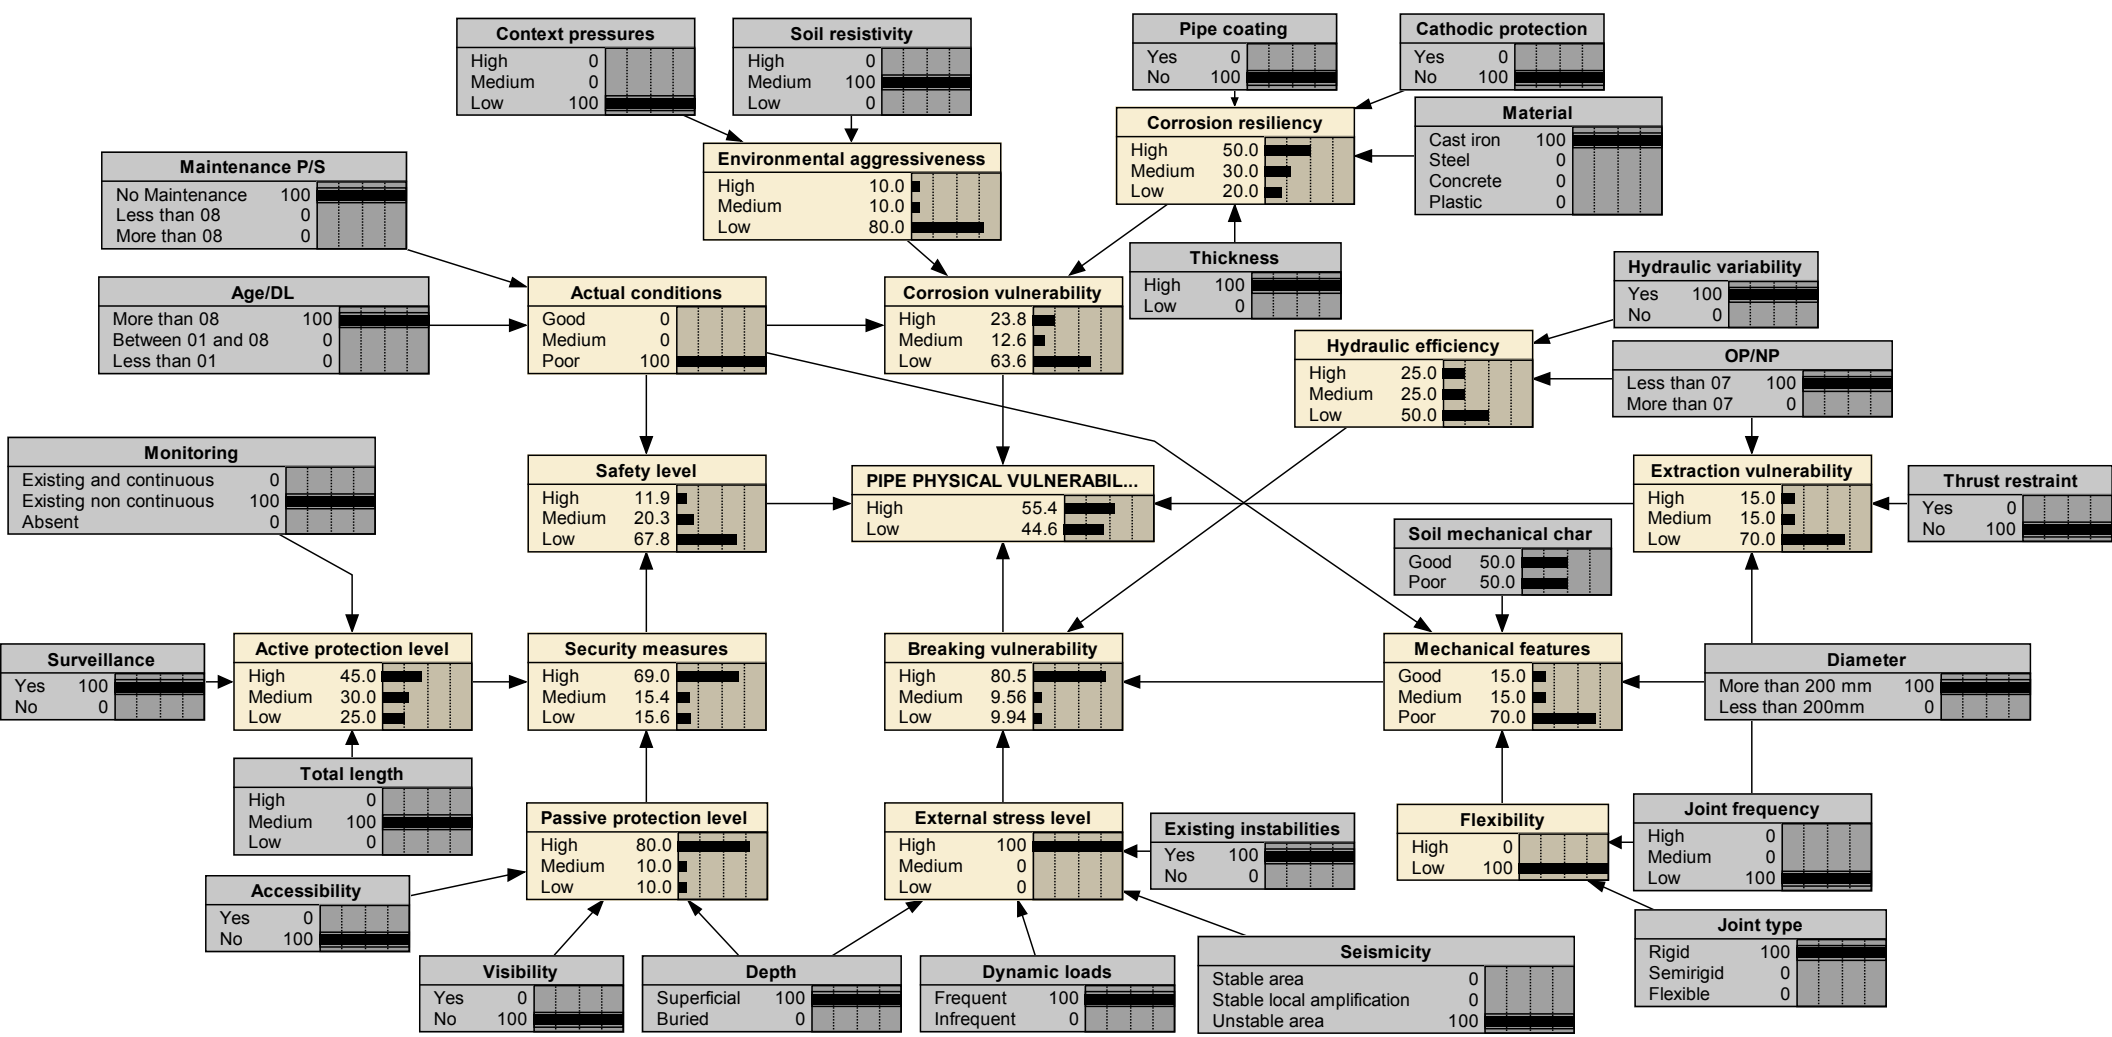 Context pressures
High 0
Medium 0
Low 100
Soil resistivity
High 0
Medium 100
Low 0
Pipe coating
Yes 0
No 100
Cathodic protection
Yes 0
No 100
Material
Cast iron 100
Steel 0
Concrete 0
Plastic 0
Corrosion resiliency
High 50.0
Medium 30.0
Low 20.0
Environmental aggressiveness
High 10.0
Medium 10.0
Low 80.0
Maintenance P/S
No Maintenance 100
Less than 08 0
More than 08 0
Thickness
High 100
Low 0
Hydraulic variability
Yes 100
No 0
Age/DL
More than 08 100
Between 01 and 08 0
Less than 01 0
Actual conditions
Good 0
Medium 0
Poor 100
Corrosion vulnerability
High 23.8
Medium 12.6
Low 63.6
Hydraulic efficiency
High 25.0
Medium 25.0
Low 50.0
OP/NP
Less than 07 100
More than 07 0
Monitoring
Existing and continuous 0
Existing non continuous 100
Absent 0
Safety level
High 11.9
Medium 20.3
Low 67.8
PIPE PHYSICAL VULNERABIL...
High 55.4
Low 44.6
Extraction vulnerability
High 15.0
Medium 15.0
Low 70.0
Thrust restraint
Yes 0
No 100
Soil mechanical char
Good 50.0
Poor 50.0
Surveillance
Yes 100
No 0
Active protection level
High 45.0
Medium 30.0
Low 25.0
Security measures
High 69.0
Medium 15.4
Low 15.6
Breaking vulnerability
High 80.5
Medium 9.56
Low 9.94
Mechanical features
Good 15.0
Medium 15.0
Poor 70.0
Diameter
More than 200 mm 100
Less than 200mm 0
Total length
High 0
Medium 100
Low 0
Passive protection level
High 80.0
Medium 10.0
Low 10.0
External stress level
High 100
Medium 0
Low 0
Existing instabilities
Yes 100
No 0
Flexibility
High 0
Low 100
Joint frequency
High 0
Medium 0
Low 100
Accessibility
Yes 0
No 100
Joint type
Rigid 100
Semirigid 0
Flexible 0
Visibility
Yes 0
No 100
Depth
Superficial 100
Buried 0
Dynamic loads
Frequent 100
Infrequent 0
Seismicity
Stable area 0
Stable local amplification 0
Unstable area 100